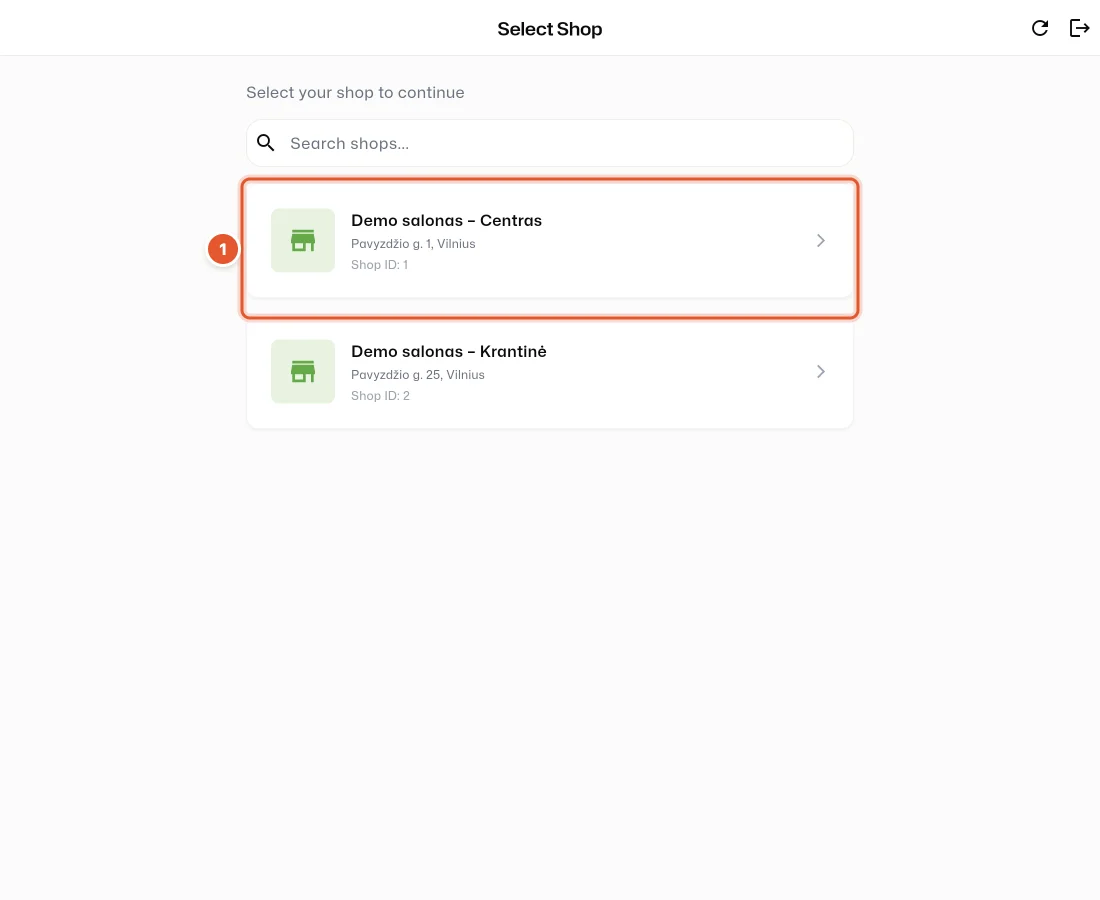 Select Shop
Select your shop to continue
Search shops...
1
Demo salonas – Centras
Pavyzdžio g. 1, Vilnius
Shop ID: 1
Demo salonas – Krantinė
Pavyzdžio g. 25, Vilnius
Shop ID: 2